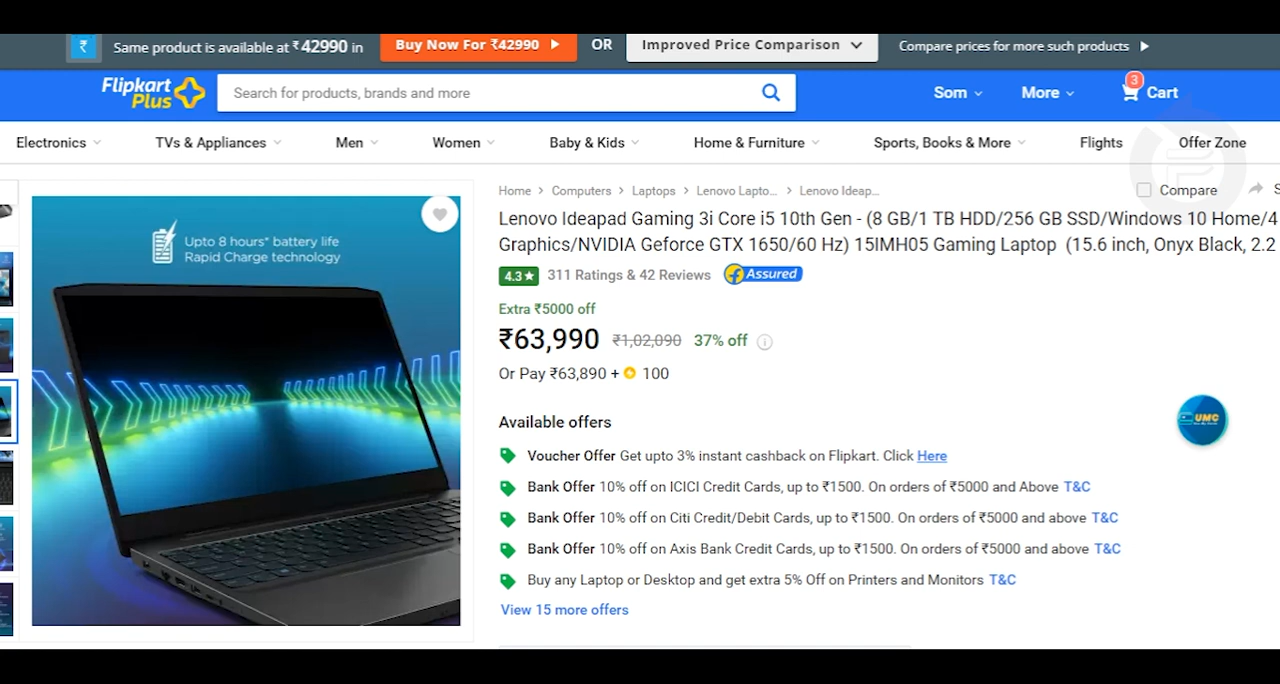 Same product is available at ₹42990 in
Buy Now For ₹42990
OR
Improved Price Comparison
Compare prices for more such products
Flipkart
Plus
Search for products, brands and more
Som
More
3
Cart
Electronics
TVs & Appliances
Men
Women
Baby & Kids
Home & Furniture
Sports, Books & More
Flights
Offer Zone
Home > Computers > Laptops > Lenovo Lapto... > Lenovo Ideap...
Compare
S
Upto 8 hours* battery life
Rapid Charge technology
Lenovo Ideapad Gaming 3i Core i5 10th Gen - (8 GB/1 TB HDD/256 GB SSD/Windows 10 Home/4
Graphics/NVIDIA Geforce GTX 1650/60 Hz) 15IMH05 Gaming Laptop (15.6 inch, Onyx Black, 2.2
4.3★ 311 Ratings & 42 Reviews Assured
Extra ₹5000 off
₹63,990 ₹1,02,090 37% off
Or Pay ₹63,890 + 100
Available offers
UMC
Voucher Offer Get upto 3% instant cashback on Flipkart. Click Here
Bank Offer 10% off on ICICI Credit Cards, up to ₹1500. On orders of ₹5000 and Above T&C
Bank Offer 10% off on Citi Credit/Debit Cards, up to ₹1500. On orders of ₹5000 and above T&C
Bank Offer 10% off on Axis Bank Credit Cards, up to ₹1500. On orders of ₹5000 and above T&C
Buy any Laptop or Desktop and get extra 5% Off on Printers and Monitors T&C
View 15 more offers